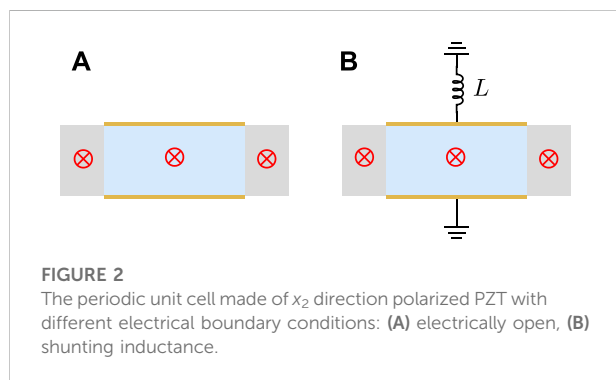 A
B
L
FIGURE 2
The periodic unit cell made of x₂ direction polarized PZT with
different electrical boundary conditions: (A) electrically open, (B)
shunting inductance.